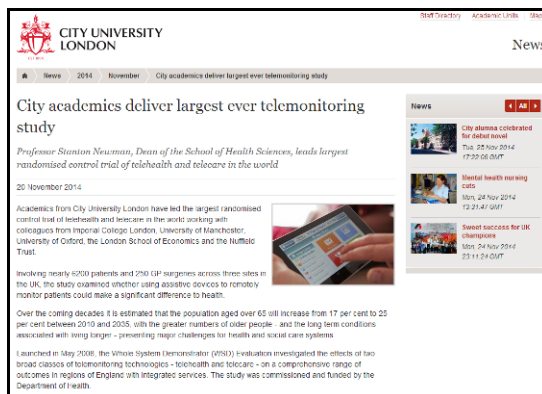 Staff Directory Academic Units Map
CITY UNIVERSITY
LONDON
News
News 2014 November City academics deliver largest ever telemonitoring study
City academics deliver largest ever telemonitoring
study
Professor Stanton Newman, Dean of the School of Health Sciences, leads largest
randomised control trial of telehealth and telecare in the world
20 November 2014
Academics from City University London have led the largest randomised
control trial of telehealth and telecare in the world working with
colleagues from Imperial College London, University of Manchester,
University of Oxford, the London School of Economics and the Nuffield
Trust.
Involving nearly 6200 patients and 250 GP surgeries across three sites in
the UK, the study examined whether using assistive devices to remotely
monitor patients could make a significant difference to health.
Over the coming decades it is estimated that the population aged over 65 will increase from 17 per cent to 25
per cent between 2010 and 2035, with the greater numbers of older people - and the long term conditions
associated with living longer - presenting major challenges for health and social care systems.
Launched in May 2008, the Whole System Demonstrator (WSD) Evaluation investigated the effects of two
broad classes of telemonitoring technologies - telehealth and telecare - on a comprehensive range of
outcomes in regions of England with integrated services. The study was commissioned and funded by the
Department of Health.
News All
City alumna celebrated
for debut novel
Tue, 25 Nov 2014
17:22:06 GMT
Mental health nursing
cats
Mon, 24 Nov 2014
13:21:47 GMT
Sweet success for UK
champions
Mon, 24 Nov 2014
23:11:24 GMT